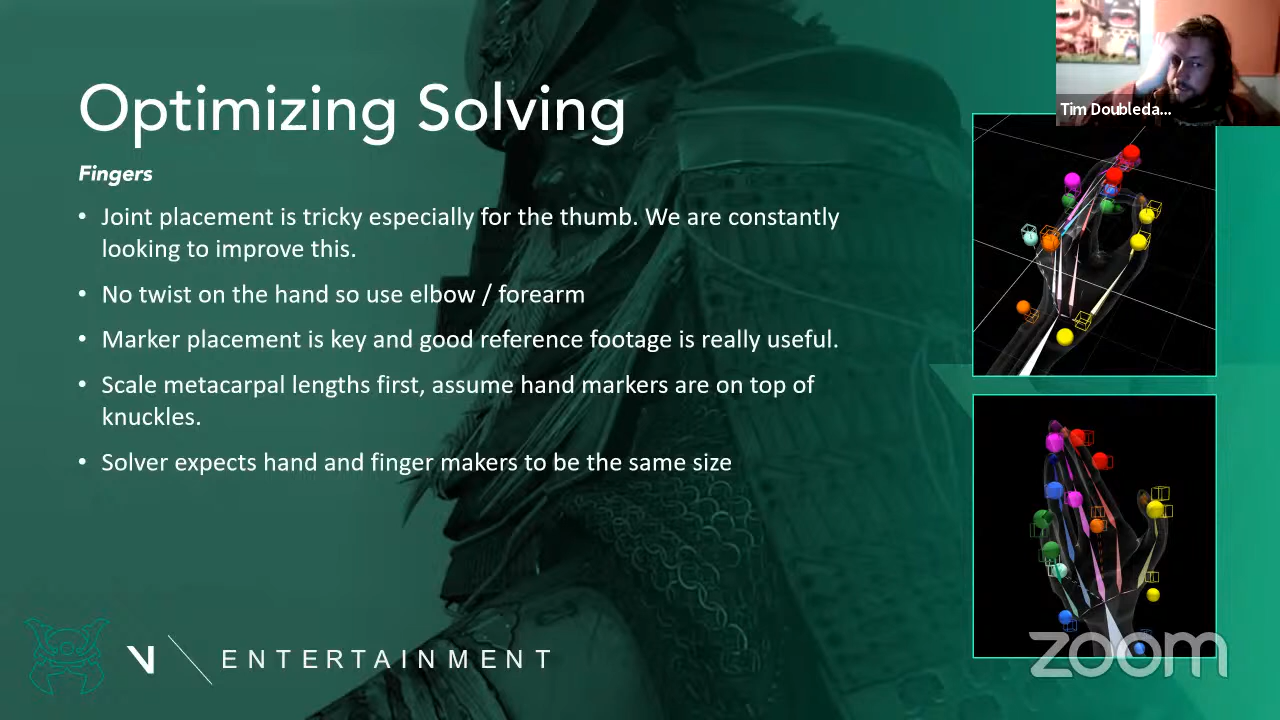 Tim Doubleda...
Optimizing Solving
Fingers
• Joint placement is tricky especially for the thumb. We are constantly
looking to improve this.
• No twist on the hand so use elbow / forearm
• Marker placement is key and good reference footage is really useful.
• Scale metacarpal lengths first, assume hand markers are on top of
knuckles.
• Solver expects hand and finger makers to be the same size
V ENTERTAINMENT
zoom